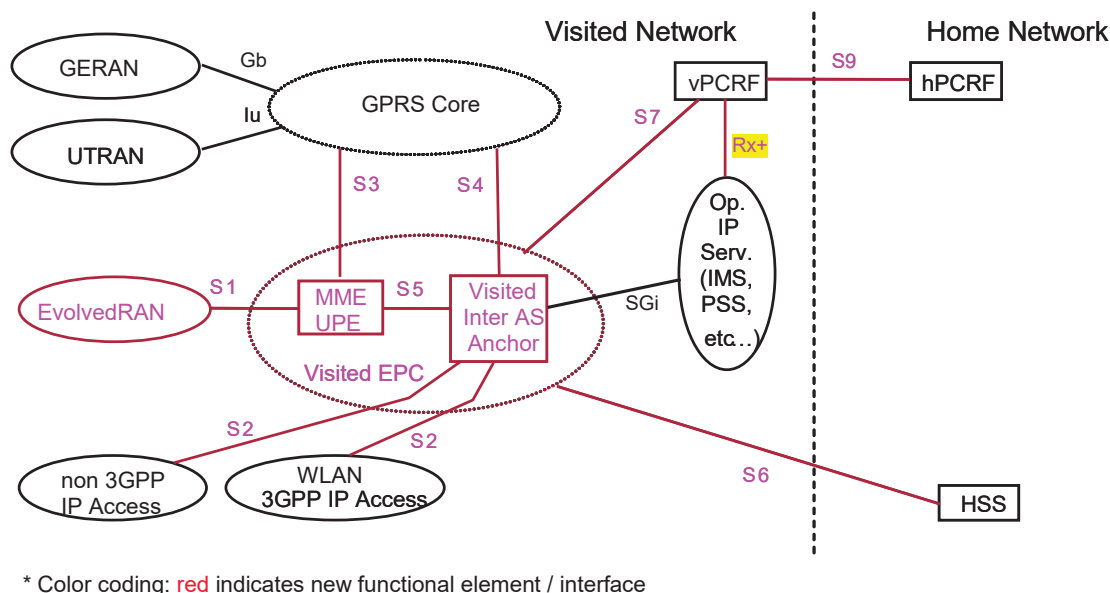 Visited Network
Home Network
GERAN
Gb
GPRS Core
Iu
UTRAN
vPCRF
S9
hPCRF
S7
Rx+
S3
S4
Op.
IP
Serv.
(IMS,
PSS,
etc…)
EvolvedRAN
S1
MME
UPE
S5
Visited
Inter AS
Anchor
SGi
Visited EPC
S2
S2
non 3GPP
IP Access
WLAN
3GPP IP Access
S6
HSS
* Color coding: red indicates new functional element / interface